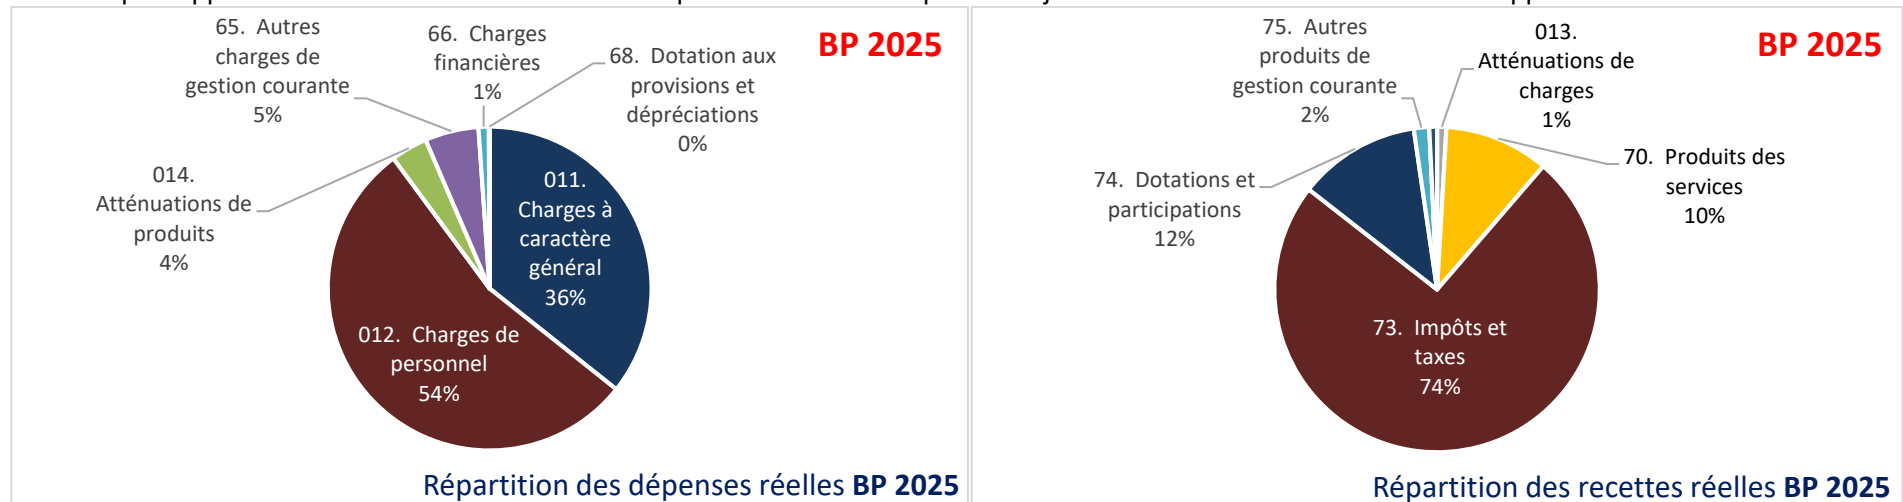 65. Autres
charges de
gestion courante
5%
66. Charges
financières
1%
68. Dotation aux
provisions et
dépréciations
0%
BP 2025
014.
Atténuations de
produits
4%
011.
Charges à
caractère
général
36%
012. Charges de
personnel
54%
Répartition des dépenses réelles BP 2025
75. Autres
produits de
gestion courante
2%
013.
Atténuations de
charges
1%
BP 2025
74. Dotations et
participations
12%
70. Produits des
services
10%
73. Impôts et
taxes
74%
Répartition des recettes réelles BP 2025